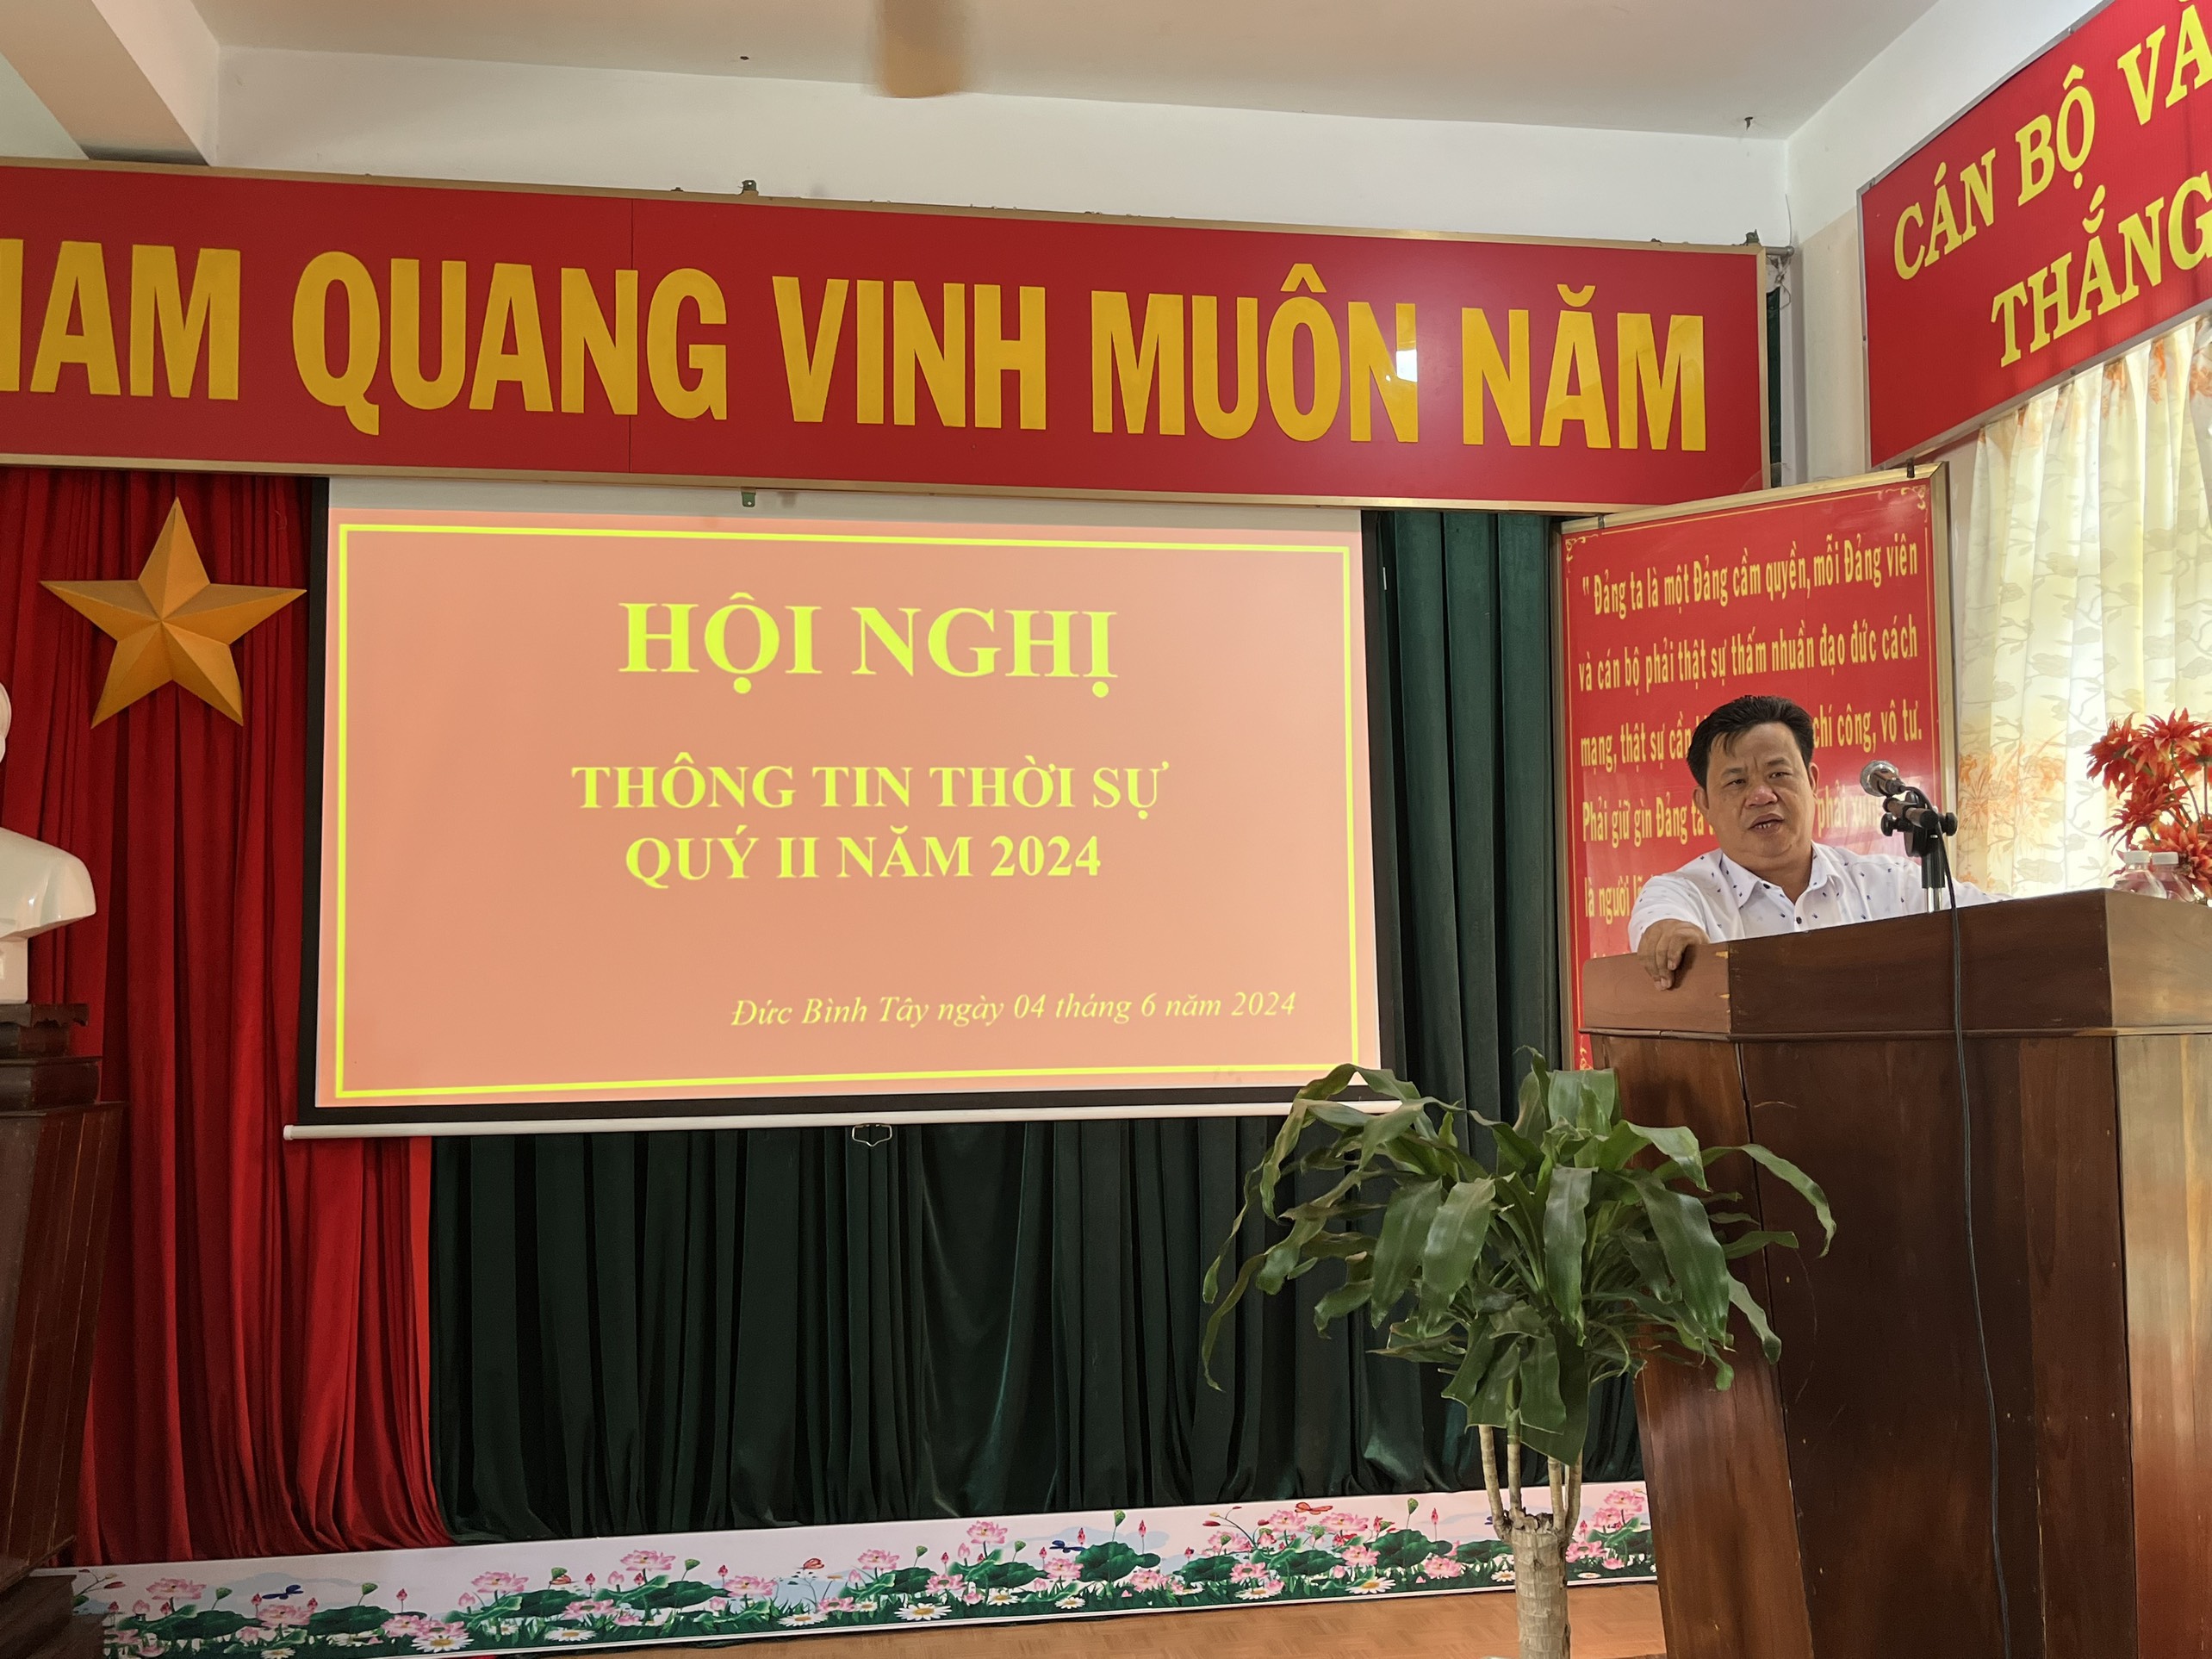 QUANG VINH MUÔN NĂM
CÁN BỘ
THẮNG
HỘI NGHỊ
THÔNG TIN THỜI SỰ
QUÝ II NĂM 2024
Đức Bình Tây ngày 04 tháng 6 năm 2024
" Đảng ta là một Đảng cầm quyền, mỗi Đảng viên
và cán bộ phải thật sự thấm nhuần đạo đức cách
mạng, thật sự cần chí công, vô tư.
Phải giữ gìn Đảng ta phải
là người